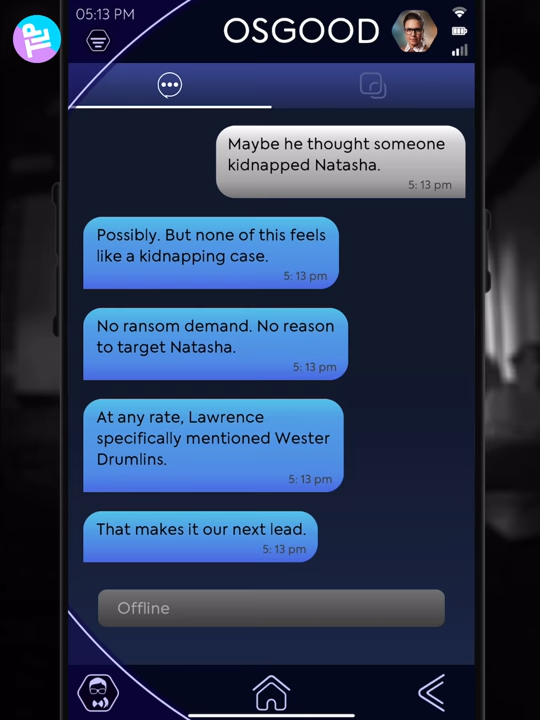 05:13 PM
OSGOOD
TLP
Maybe he thought someone
kidnapped Natasha.
5: 13 pm
Possibly. But none of this feels
like a kidnapping case.
5: 13 pm
No ransom demand. No reason
to target Natasha.
5: 13 pm
At any rate, Lawrence
specifically mentioned Wester
Drumlins.
5: 13 pm
That makes it our next lead.
5: 13 pm
Offline